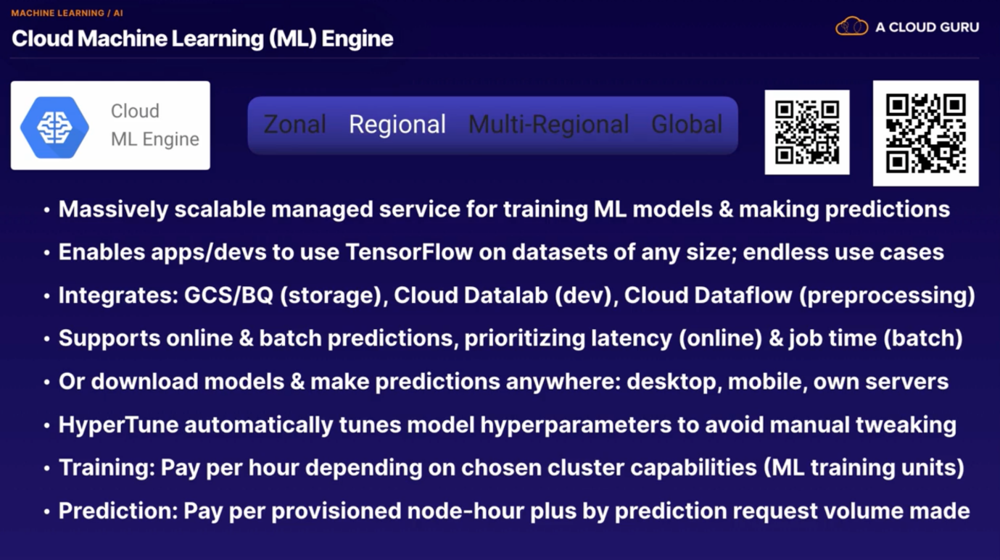 MACHINE LEARNING / AI
Cloud Machine Learning (ML) Engine
A CLOUD GURU
Cloud
ML Engine
Zonal Regional Multi-Regional Global
• Massively scalable managed service for training ML models & making predictions
• Enables apps/devs to use TensorFlow on datasets of any size; endless use cases
• Integrates: GCS/BQ (storage), Cloud Datalab (dev), Cloud Dataflow (preprocessing)
• Supports online & batch predictions, prioritizing latency (online) & job time (batch)
• Or download models & make predictions anywhere: desktop, mobile, own servers
• HyperTune automatically tunes model hyperparameters to avoid manual tweaking
• Training: Pay per hour depending on chosen cluster capabilities (ML training units)
• Prediction: Pay per provisioned node-hour plus by prediction request volume made